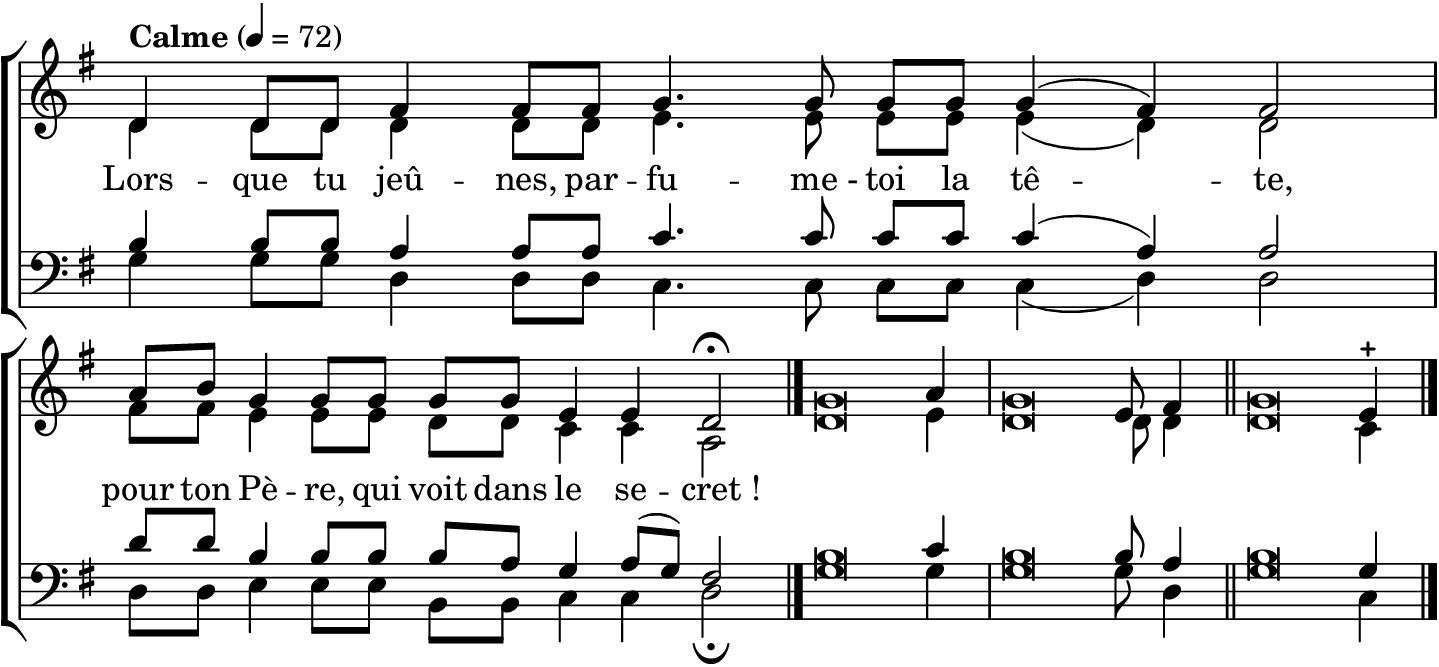 Calme (♩ = 72)
Lors - que tu jeû - nes, par - fu - me - toi la tê - te,
pour ton Pè - re, qui voit dans le se - cret !